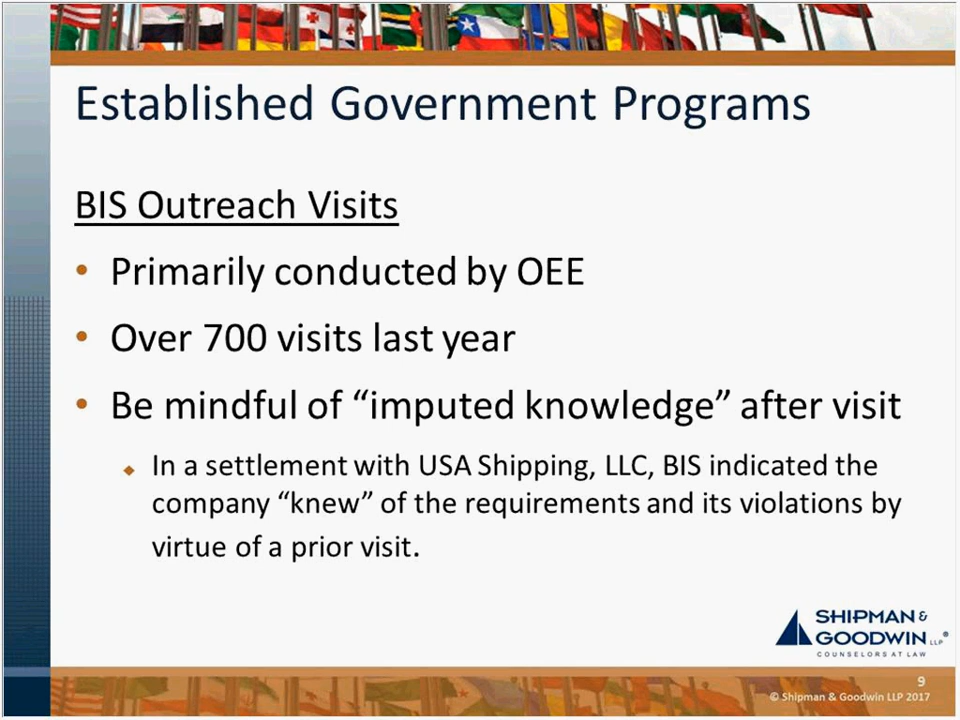 Established Government Programs
BIS Outreach Visits
• Primarily conducted by OEE
• Over 700 visits last year
• Be mindful of “imputed knowledge” after visit
◆ In a settlement with USA Shipping, LLC, BIS indicated the
company “knew” of the requirements and its violations by
virtue of a prior visit.
SHIPMAN &
GOODWIN LLP®
COUNSELORS AT LAW
9
© Shipman & Goodwin LLP 2017